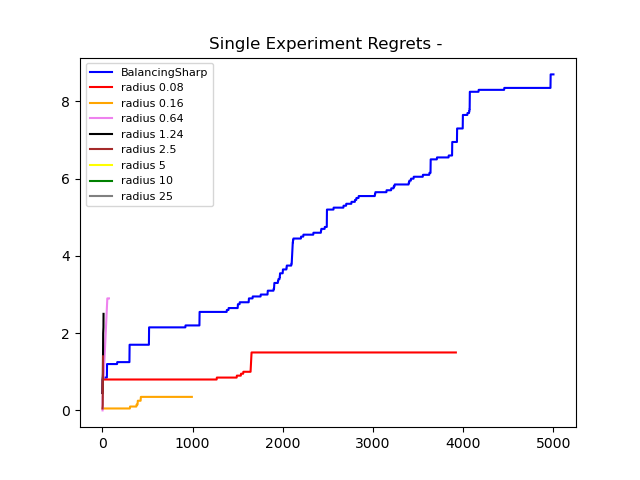 Single Experiment Regrets -
BalancingSharp
radius 0.08
radius 0.16
radius 0.64
radius 1.24
radius 2.5
radius 5
radius 10
radius 25
8
6
4
2
0
0 1000 2000 3000 4000 5000